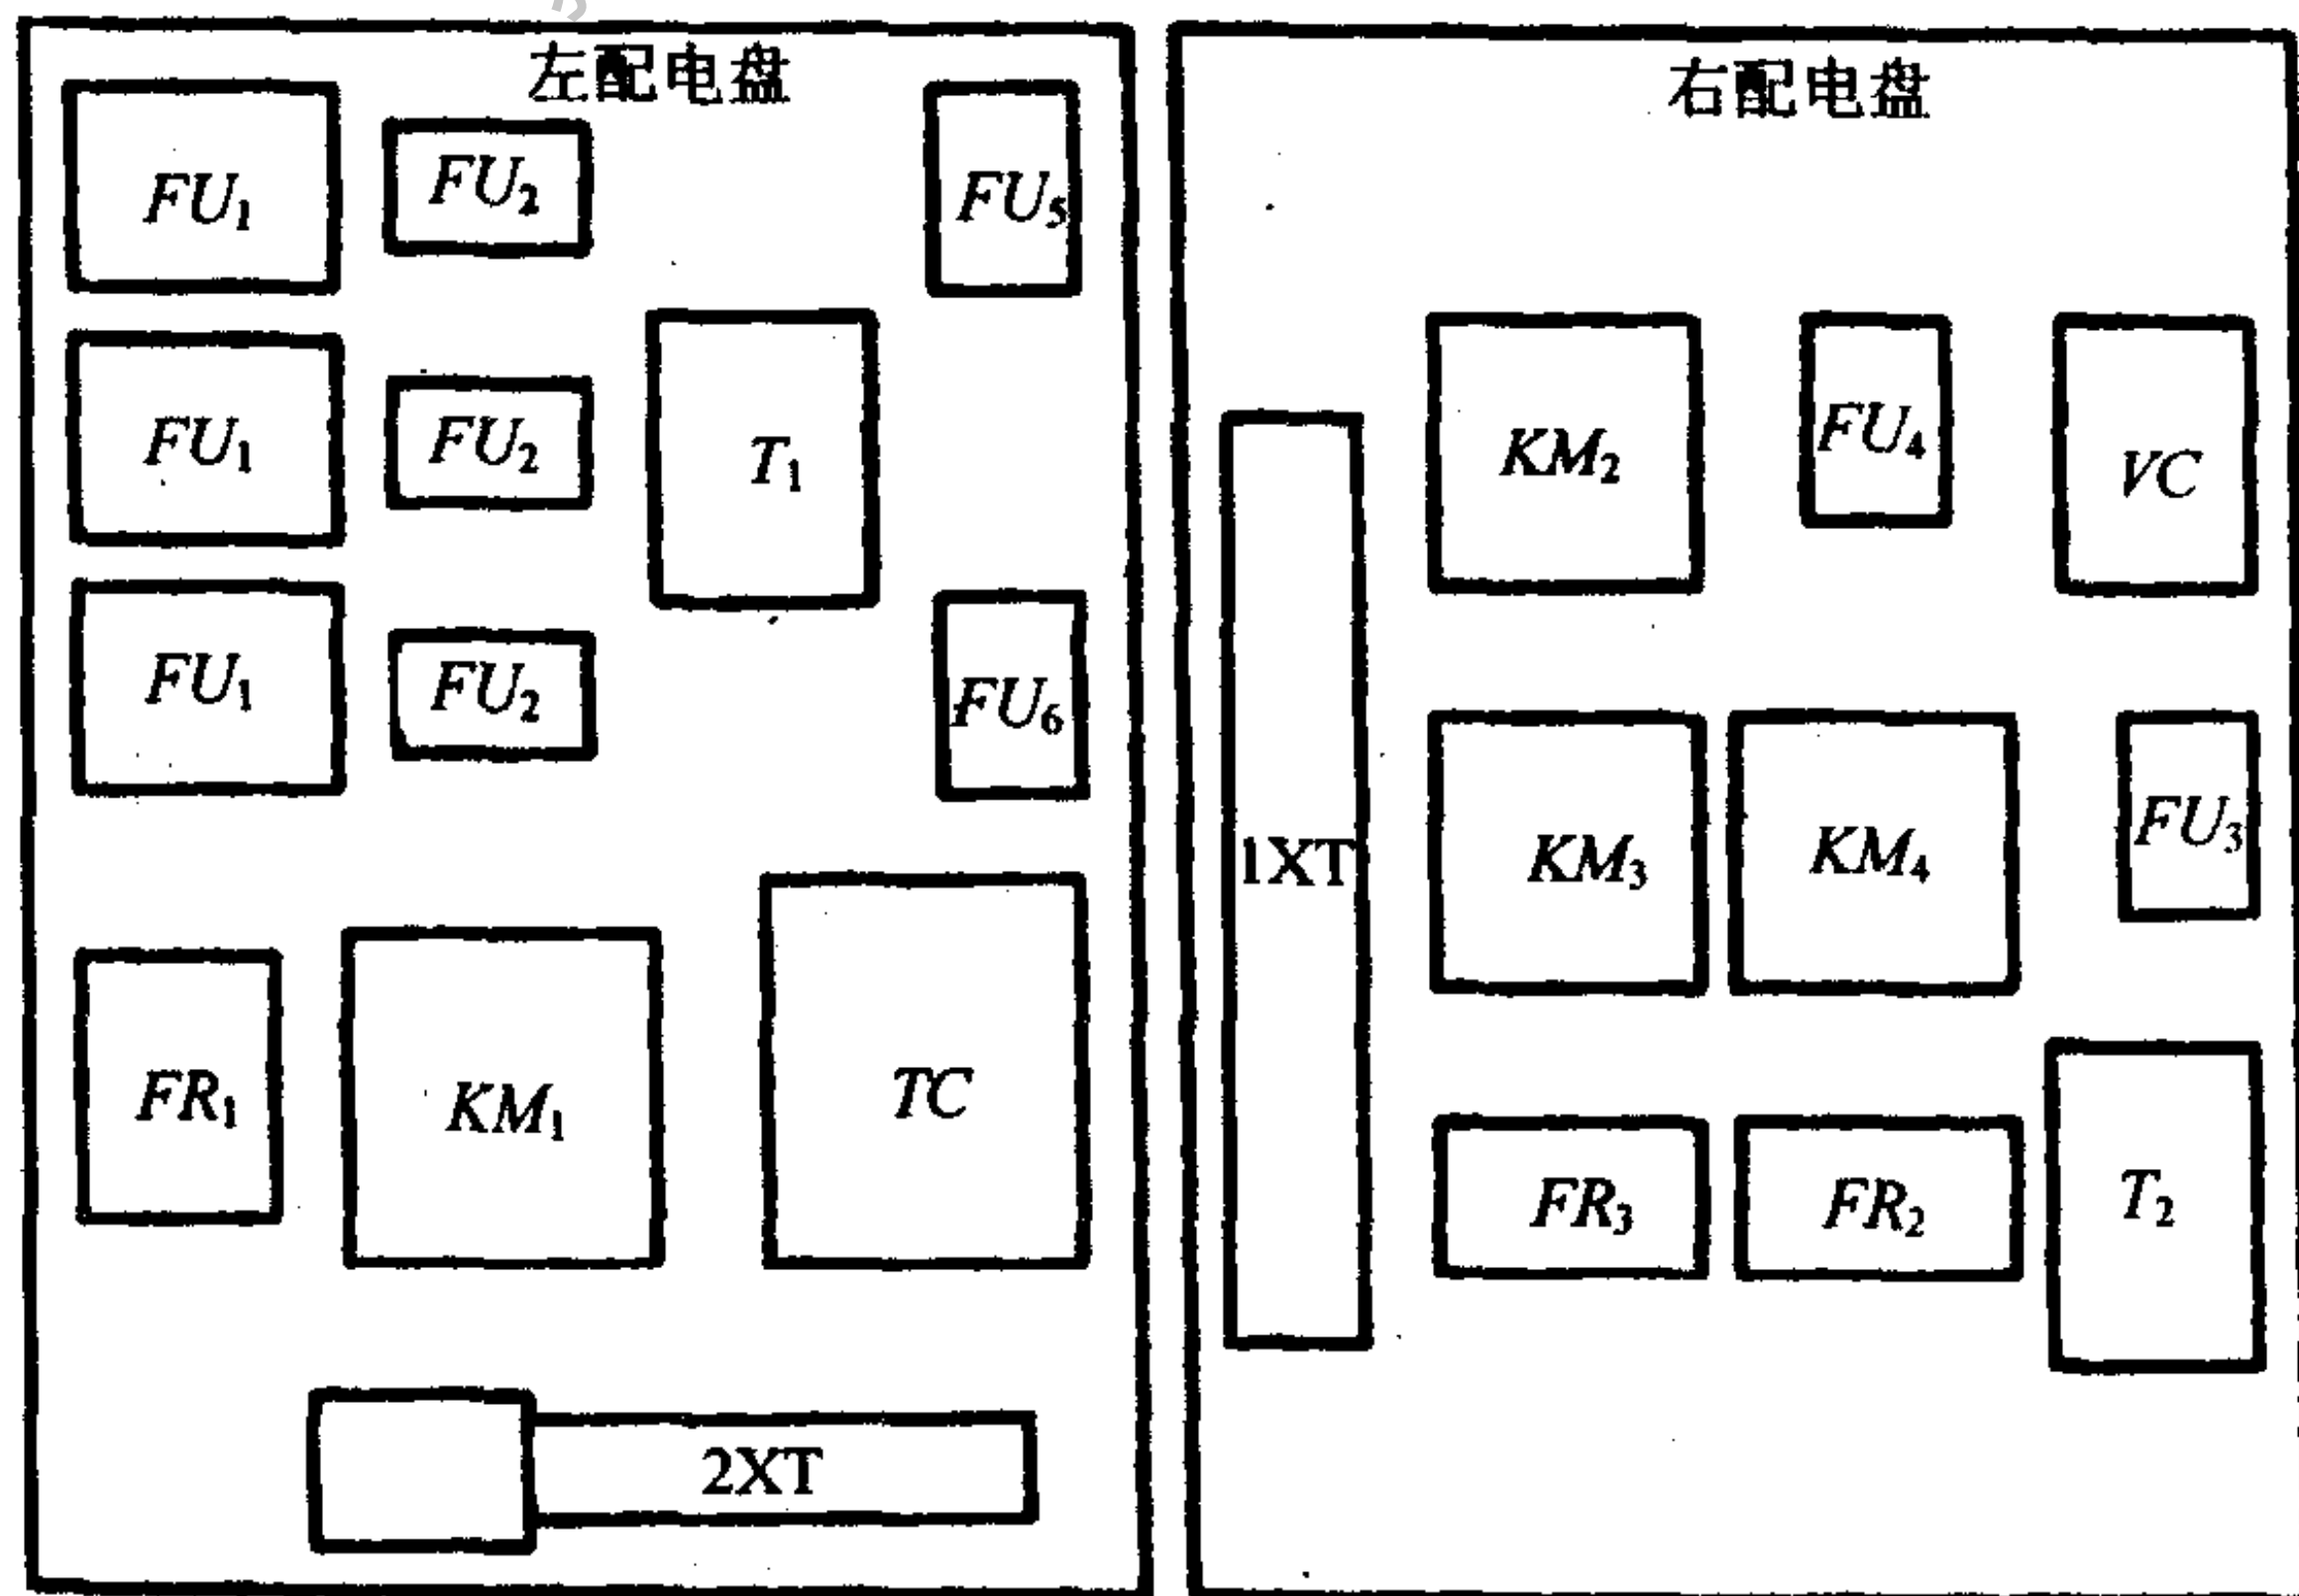 左配电盘
FU₁
FU₂
FU₅
FU₁
FU₂
T₁
FU₁
FU₂
FU₆
FR₁
KM₁
TC
2XT
右配电盘
KM₂
FU₄
VC
1XT
KM₃
KM₄
FU₃
FR₃
FR₂
T₂